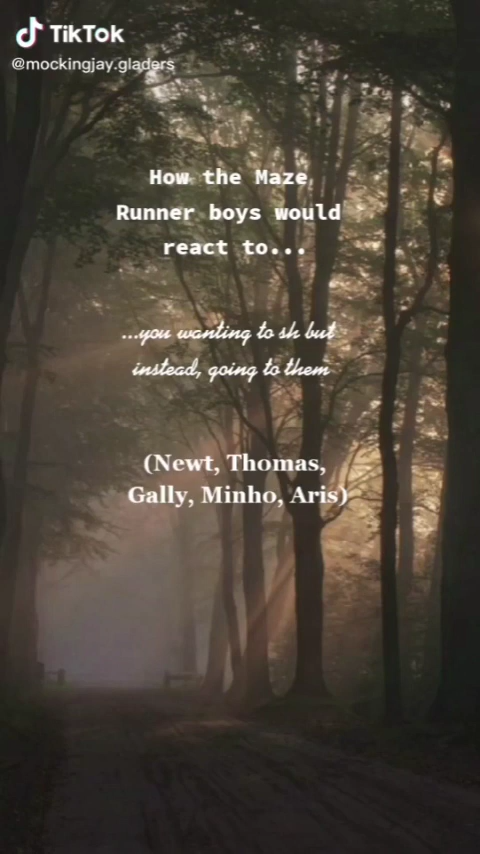 TikTok
@mockingjay.gladers
How the Maze
Runner boys would
react to...
...you wanting to sh but
instead, going to them
(Newt, Thomas,
Gally, Minho, Aris)